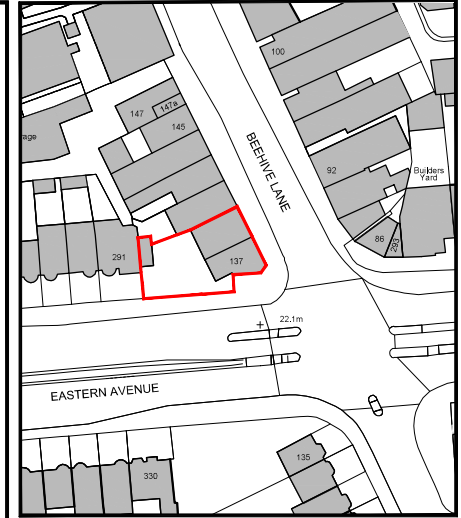 100
147
147a
145
rage
BEEHIVE LANE
92
Builders
Yard
86
293
291
137
22.1m
EASTERN AVENUE
135
330